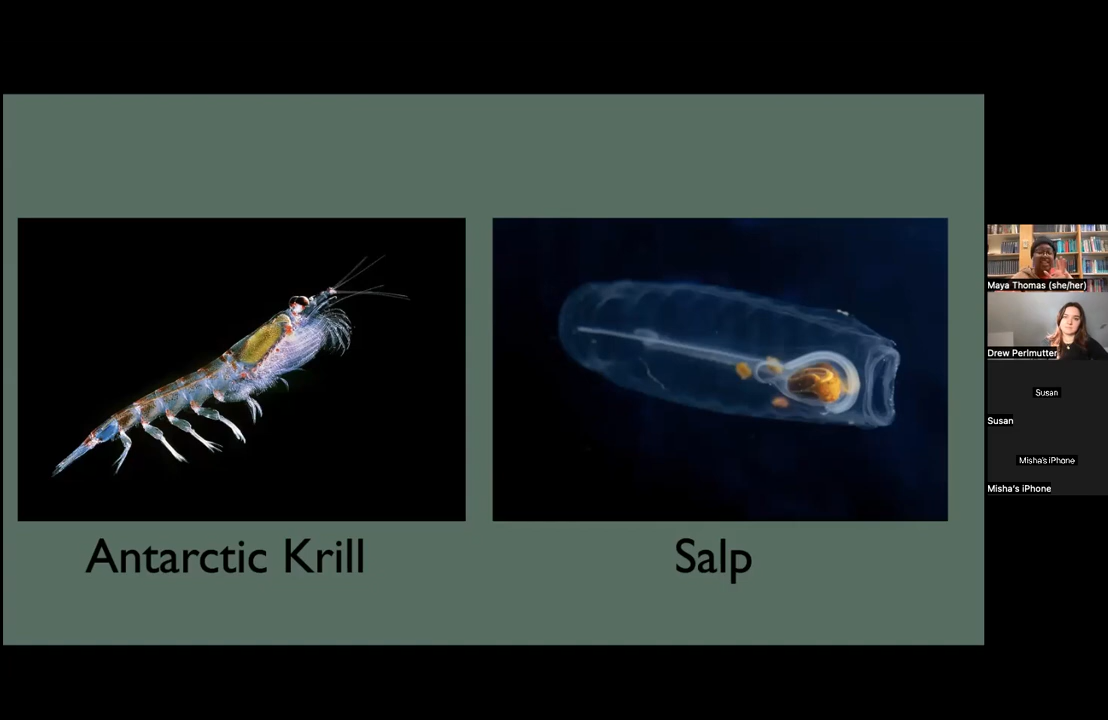 Antarctic Krill
Salp
Maya Thomas (she/her)
Drew Perlmutter
Susan
Susan
Misha's iPhone
Misha's iPhone